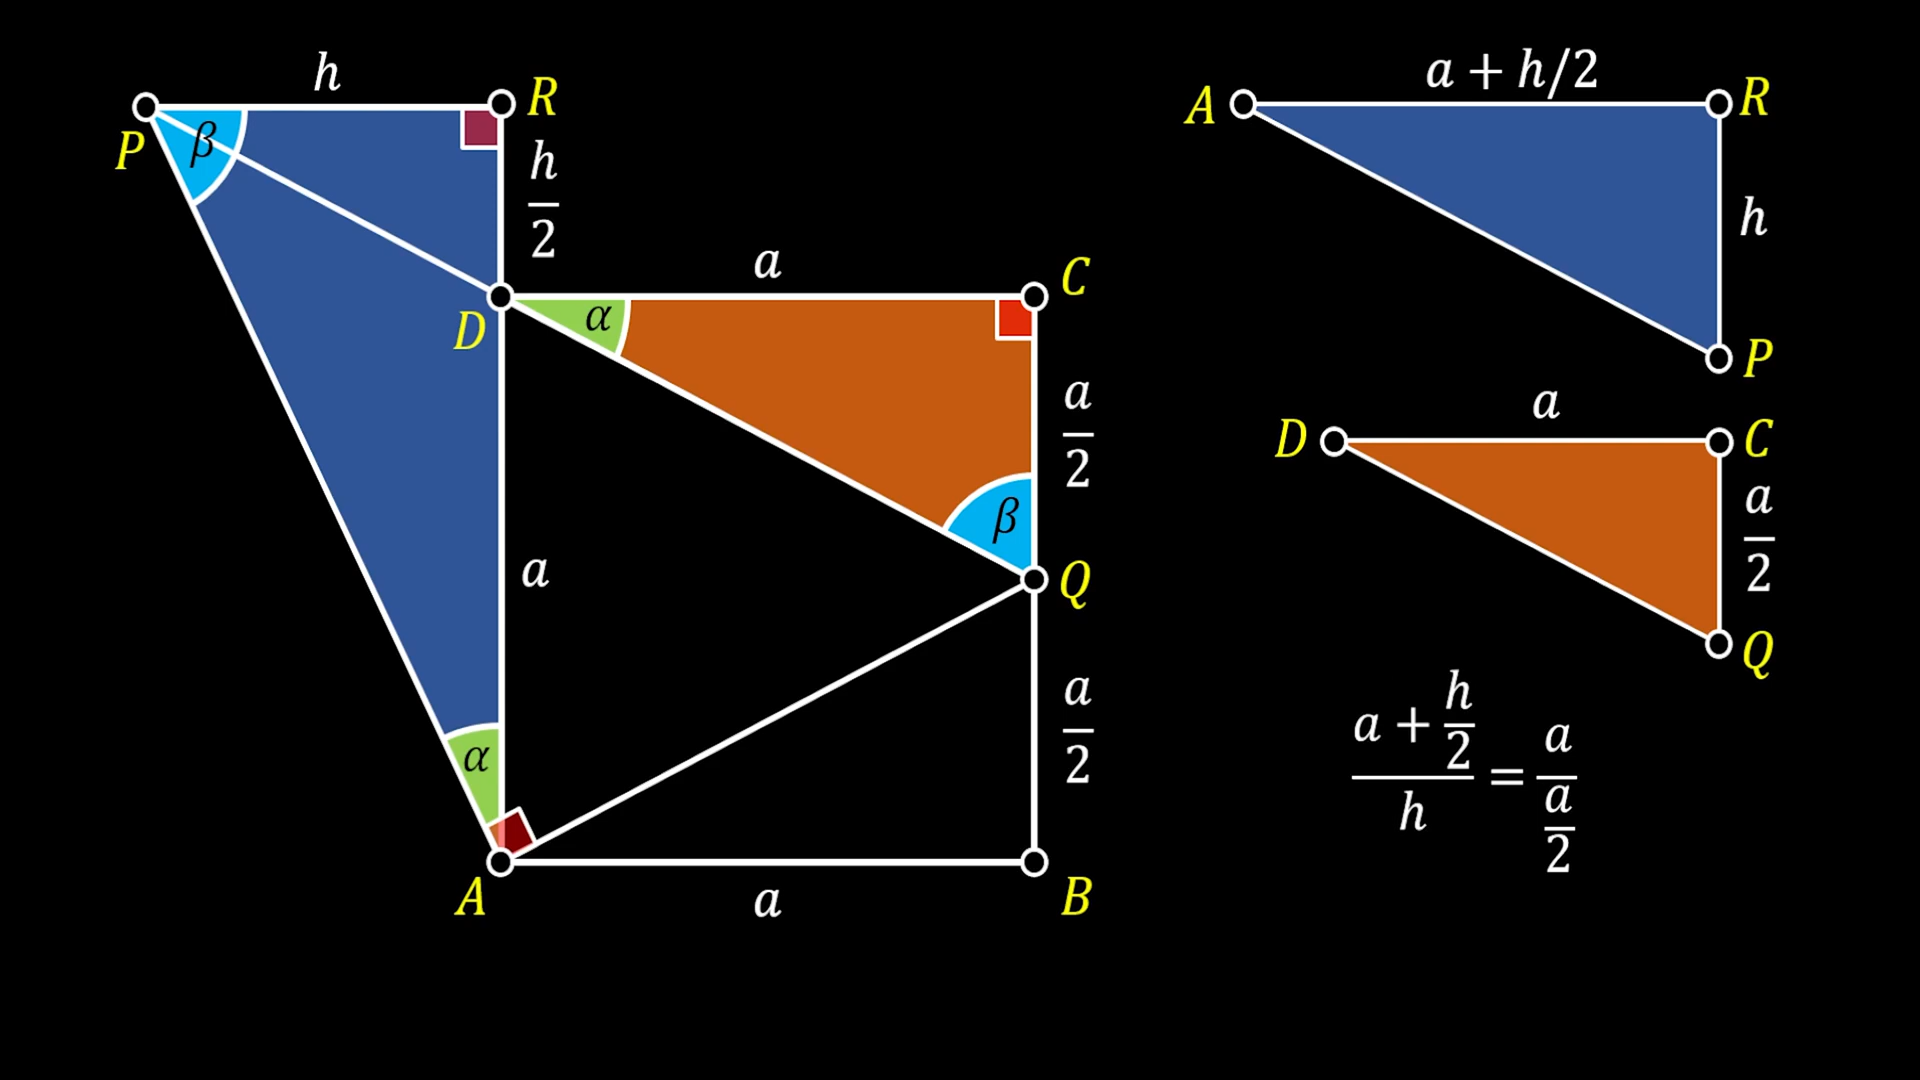 h
R
P
β
h/2
D
a
α
C
a/2
β
Q
a
a/2
α
A
a
B
a + h/2
A
R
h
P
a
D
C
a/2
Q
(a + h/2)/h = a/(a/2)